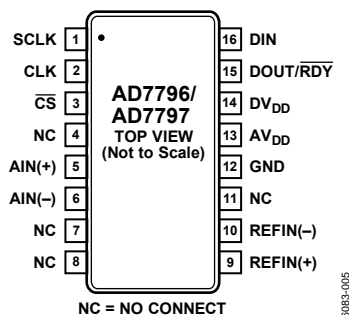 SCLK 1
CLK 2
CS 3
NC 4
AIN(+) 5
AIN(–) 6
NC 7
NC 8
AD7796/
AD7797
TOP VIEW
(Not to Scale)
16 DIN
15 DOUT/RDY
14 DVDD
13 AVDD
12 GND
11 NC
10 REFIN(–)
9 REFIN(+)
NC = NO CONNECT
6083-005